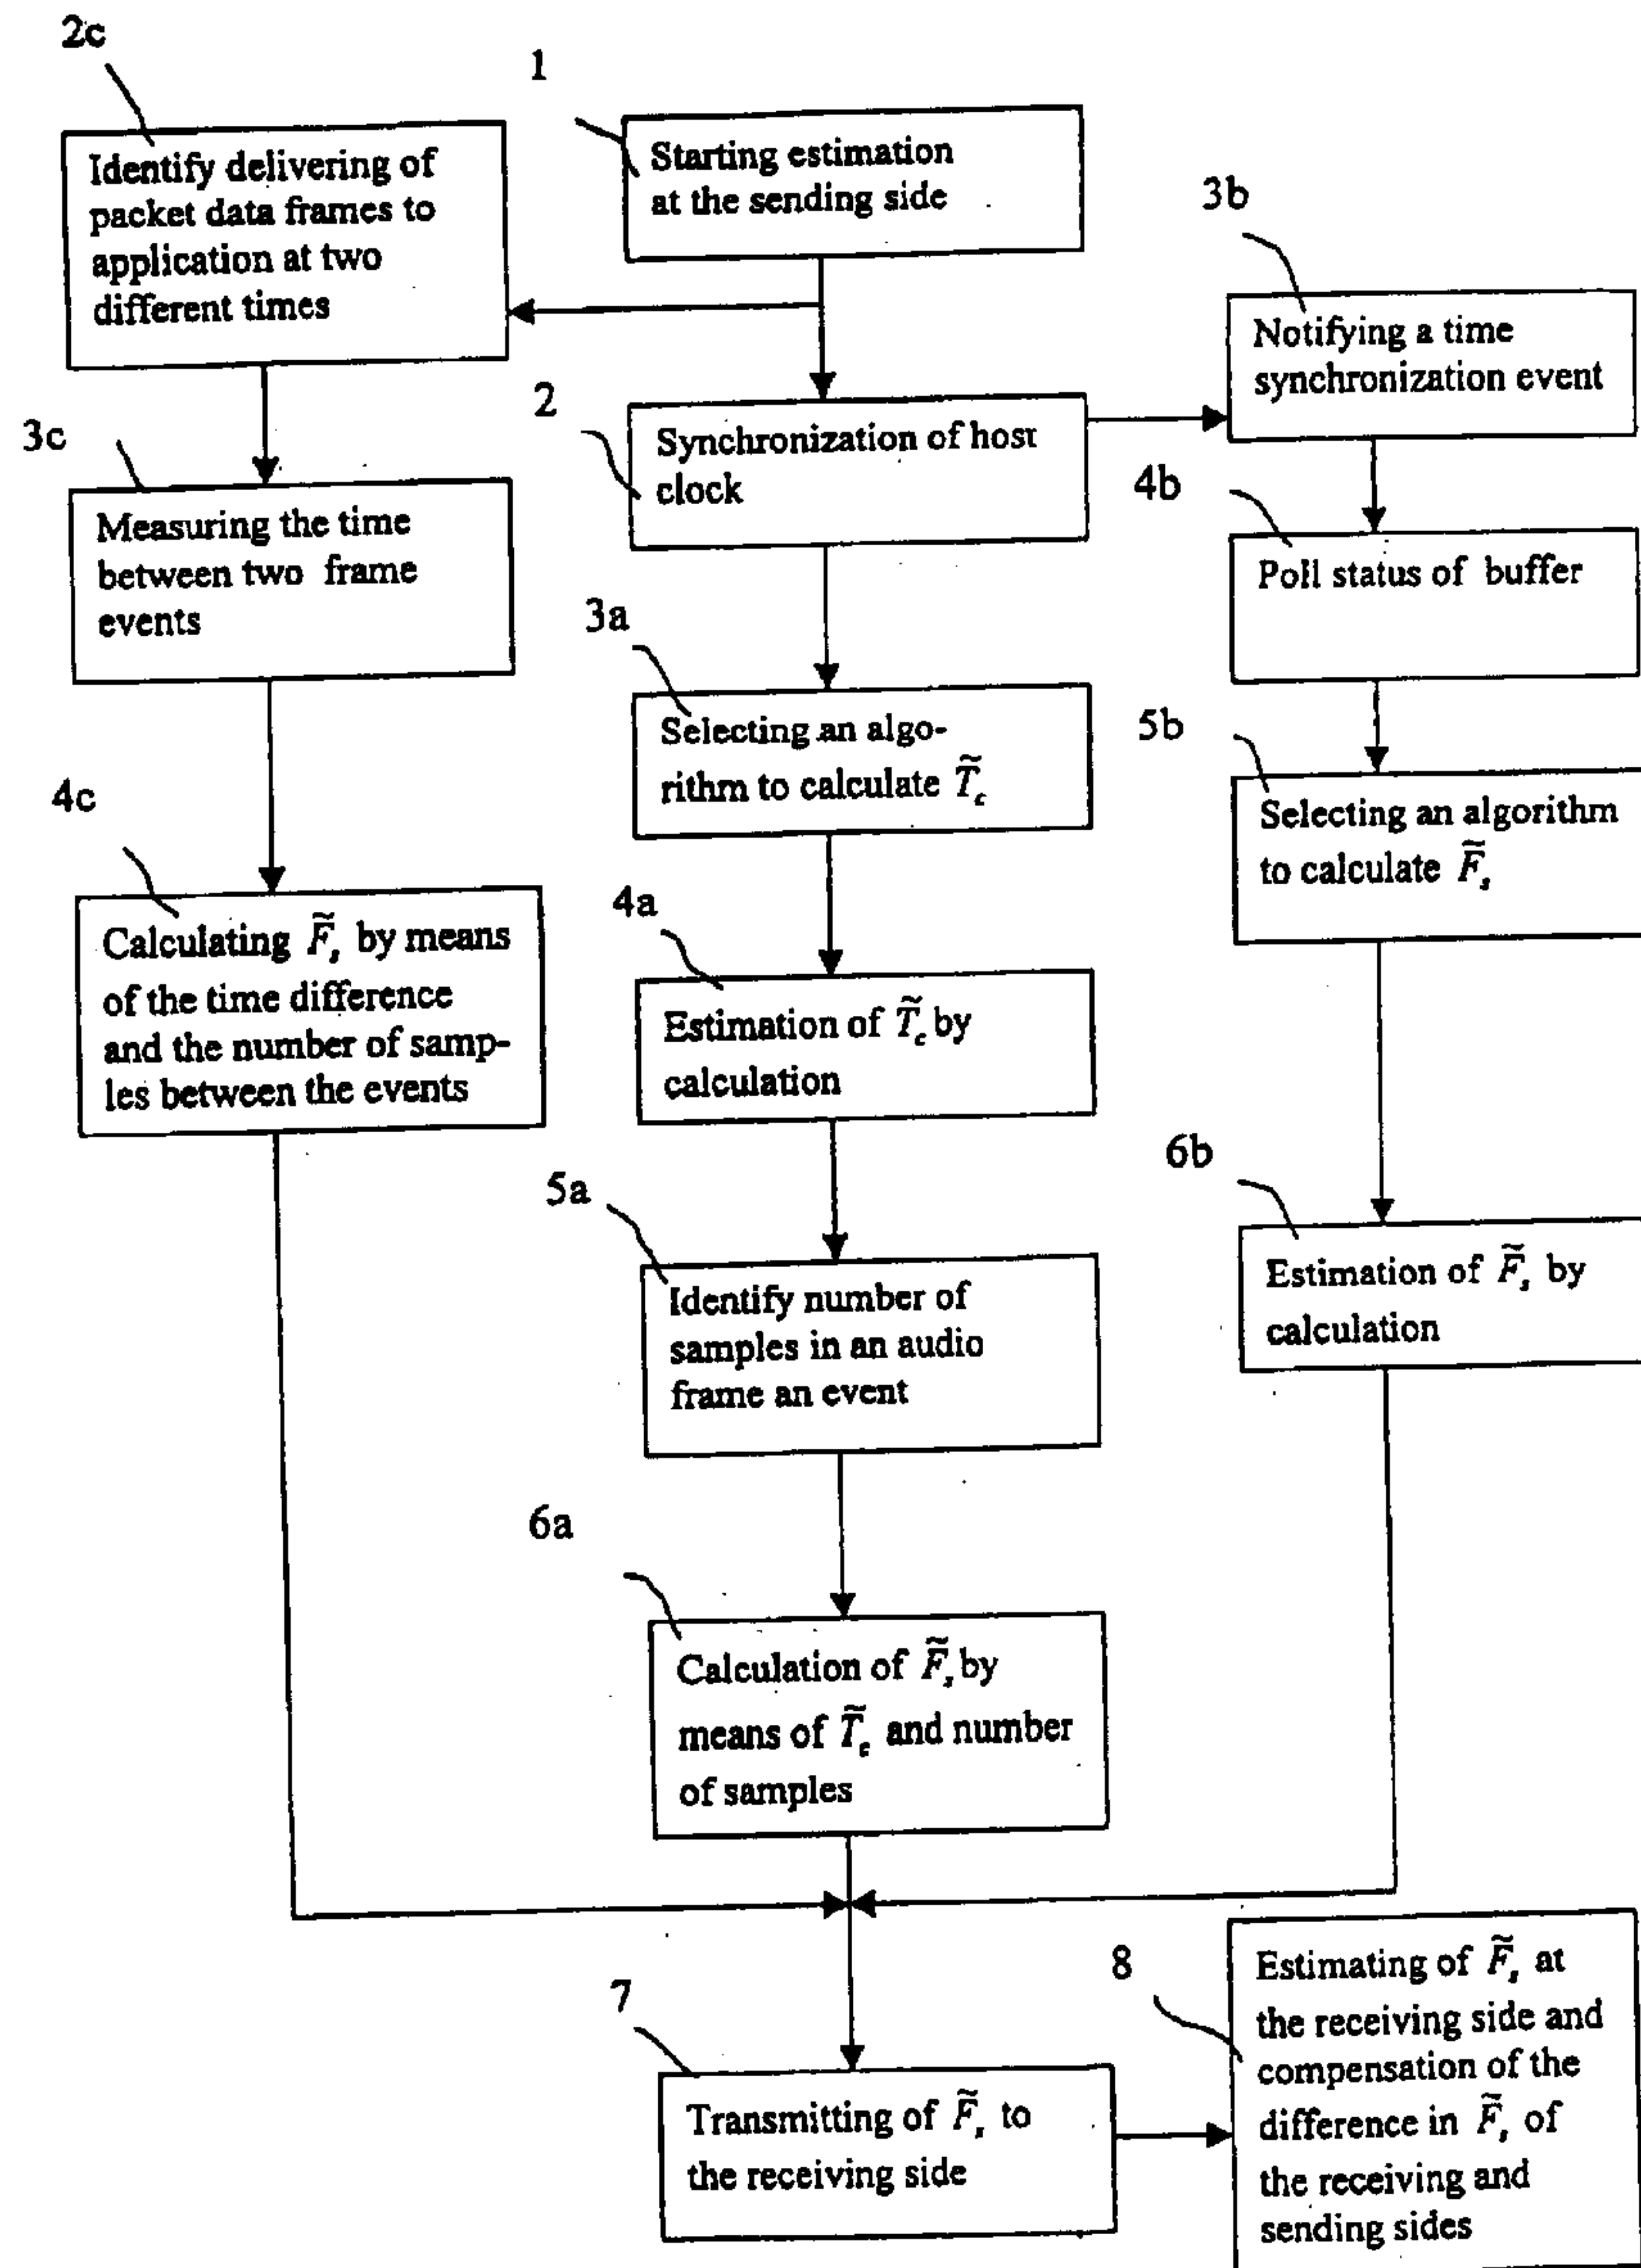 2c
Identify delivering of
packet data frames to
application at two
different times
1
Starting estimation
at the sending side
3b
Notifying a time
synchronization event
2
Synchronization of host
clock
3c
Measuring the time
between two frame
events
4b
Poll status of buffer
3a
Selecting an algo-
rithm to calculate T̃c
5b
Selecting an algorithm
to calculate F̃s
4c
Calculating F̃s by means
of the time difference
and the number of samp-
les between the events
4a
Estimation of T̃c by
calculation
5a
Identify number of
samples in an audio
frame an event
6b
Estimation of F̃s by
calculation
6a
Calculation of F̃s by
means of T̃c and number
of samples
7
Transmitting of F̃s to
the receiving side
8
Estimating of F̃s at
the receiving side and
compensation of the
difference in F̃s of
the receiving and
sending sides